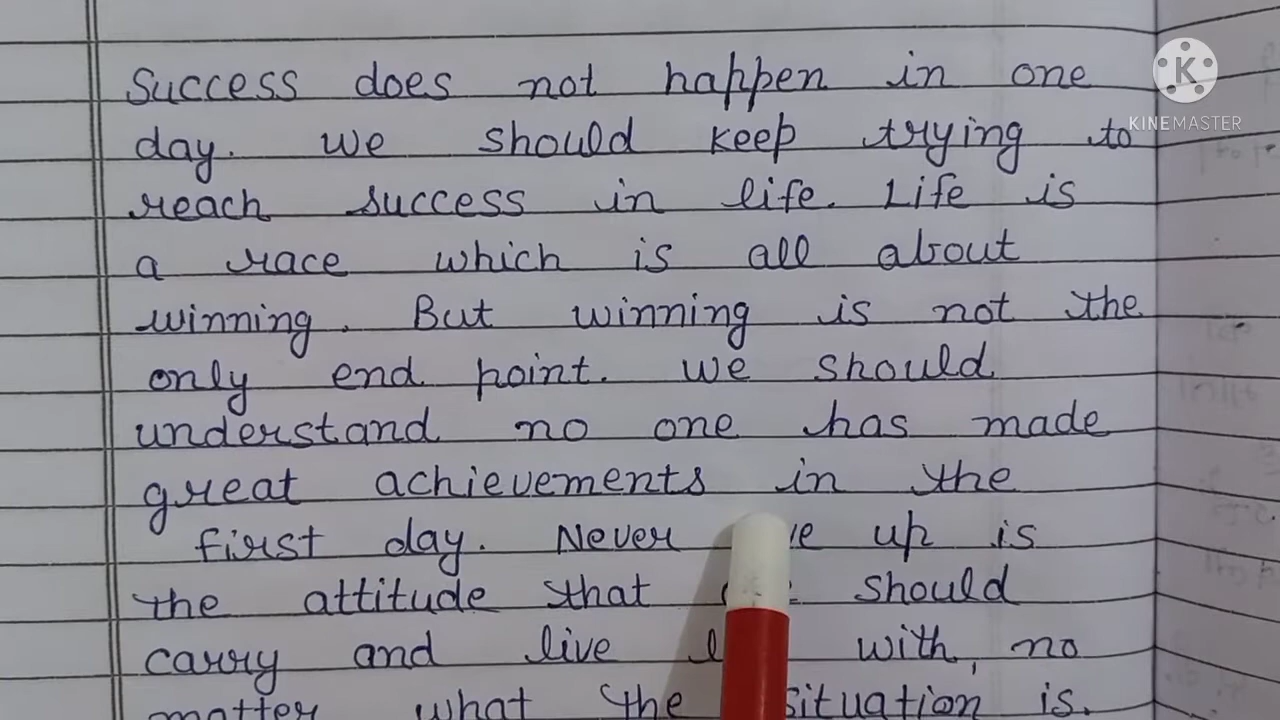 Success does not happen in one
day. We should keep trying to
reach success in life. Life is
a race which is all about
winning. But winning is not the
only end point. We should
understand no one has made
great achievements in the
first day. Never up is
the attitude that should
carry and live with, no
matter what the situation is.
K
KINEMASTER